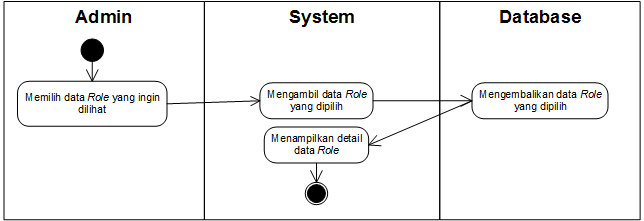 Admin
System
Database
Memilih data Role yang ingin
dilihat
Mengambil data Role
yang dipilih
Mengembalikan data Role
yang dipilih
Menampilkan detail
data Role